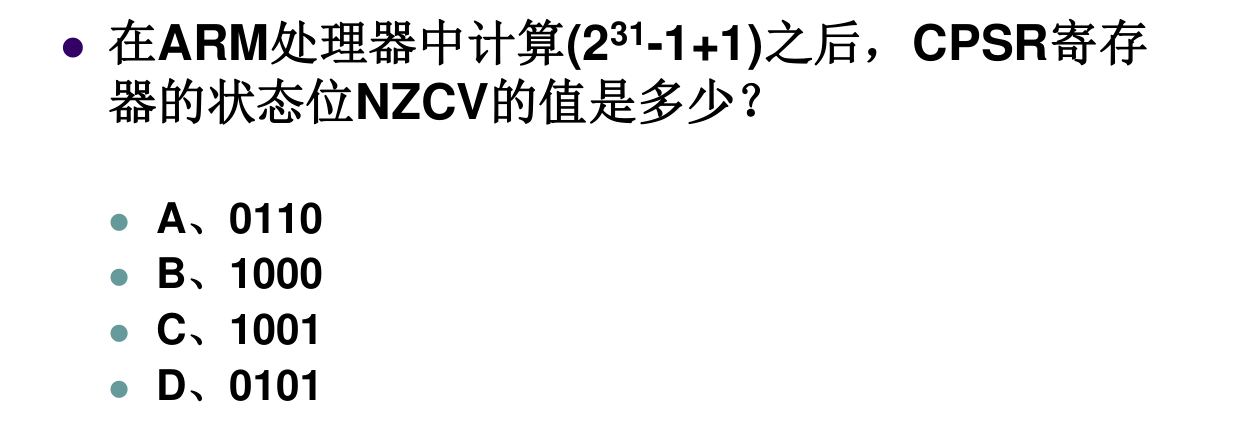 在ARM处理器中计算(2³¹-1+1)之后，CPSR寄存
器的状态位NZCV的值是多少？
A、0110
B、1000
C、1001
D、0101